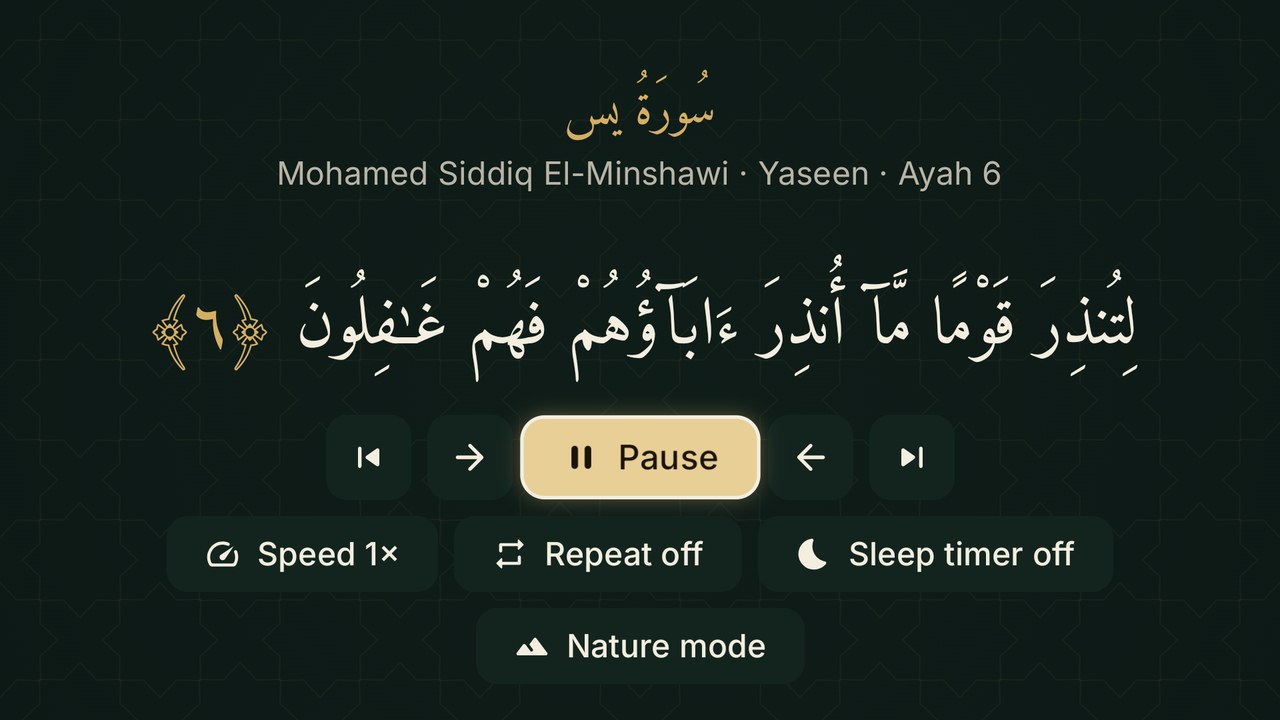 سُورَةُ يس
Mohamed Siddiq El-Minshawi · Yaseen · Ayah 6
لِتُنذِرَ قَوْمًا مَّآ أُنذِرَ ءَابَآؤُهُمْ فَهُمْ غَـٰفِلُونَ ﴿٦﴾
Pause
Speed 1× Repeat off Sleep timer off
Nature mode